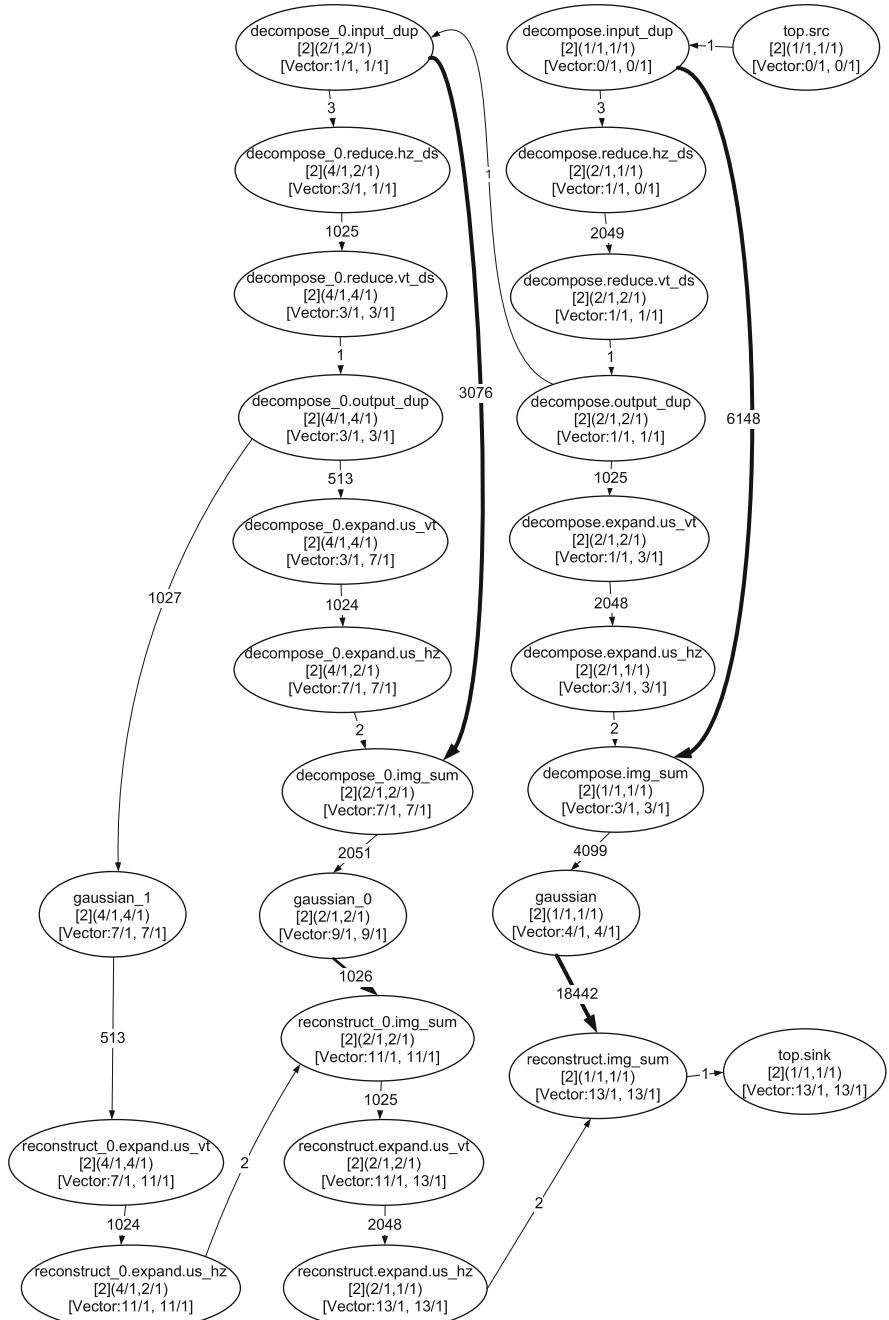 decompose_0.input_dup
[2](2/1,2/1)
[Vector:1/1, 1/1]
decompose.input_dup
[2](1/1,1/1)
[Vector:0/1, 0/1]
1
top.src
[2](1/1,1/1)
[Vector:0/1, 0/1]
3
3
decompose_0.reduce.hz_ds
[2](4/1,2/1)
[Vector:3/1, 1/1]
1
decompose.reduce.hz_ds
[2](2/1,1/1)
[Vector:1/1, 0/1]
1025
2049
decompose_0.reduce.vt_ds
[2](4/1,4/1)
[Vector:3/1, 3/1]
decompose.reduce.vt_ds
[2](2/1,2/1)
[Vector:1/1, 1/1]
1
1
3076
6148
decompose_0.output_dup
[2](4/1,4/1)
[Vector:3/1, 3/1]
decompose.output_dup
[2](2/1,2/1)
[Vector:1/1, 1/1]
513
1025
decompose_0.expand.us_vt
[2](4/1,4/1)
[Vector:3/1, 7/1]
decompose.expand.us_vt
[2](2/1,2/1)
[Vector:1/1, 3/1]
1027
1024
2048
decompose_0.expand.us_hz
[2](4/1,2/1)
[Vector:7/1, 7/1]
decompose.expand.us_hz
[2](2/1,1/1)
[Vector:3/1, 3/1]
2
2
decompose_0.img_sum
[2](2/1,2/1)
[Vector:7/1, 7/1]
decompose.img_sum
[2](1/1,1/1)
[Vector:3/1, 3/1]
2051
4099
gaussian_1
[2](4/1,4/1)
[Vector:7/1, 7/1]
gaussian_0
[2](2/1,2/1)
[Vector:9/1, 9/1]
gaussian
[2](1/1,1/1)
[Vector:4/1, 4/1]
1026
18442
513
reconstruct_0.img_sum
[2](2/1,2/1)
[Vector:11/1, 11/1]
reconstruct.img_sum
[2](1/1,1/1)
[Vector:13/1, 13/1]
1
top.sink
[2](1/1,1/1)
[Vector:13/1, 13/1]
1025
reconstruct_0.expand.us_vt
[2](4/1,4/1)
[Vector:7/1, 11/1]
2
reconstruct.expand.us_vt
[2](2/1,2/1)
[Vector:11/1, 13/1]
2
1024
2048
reconstruct_0.expand.us_hz
[2](4/1,2/1)
[Vector:11/1, 11/1]
reconstruct.expand.us_hz
[2](2/1,1/1)
[Vector:13/1, 13/1]